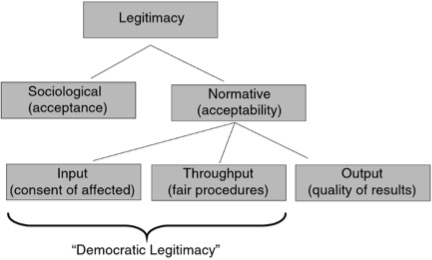 Legitimacy
Sociological
(acceptance)
Normative
(acceptability)
Input
(consent of affected)
Throughput
(fair procedures)
Output
(quality of results)
“Democratic Legitimacy”